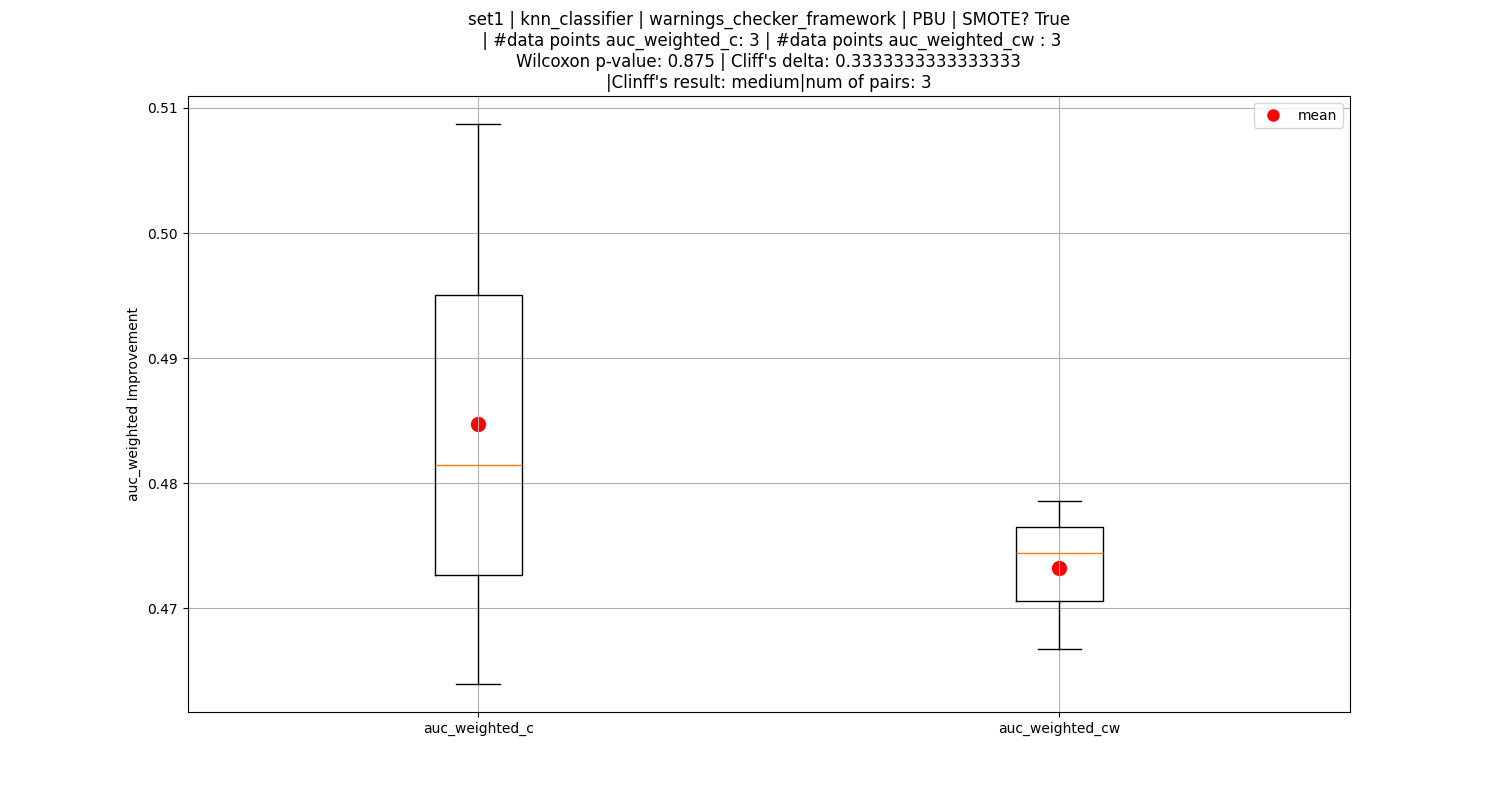 set1 | knn_classifier | warnings_checker_framework | PBU | SMOTE? True
| #data points auc_weighted_c: 3 | #data points auc_weighted_cw : 3
Wilcoxon p-value: 0.875 | Cliff's delta: 0.3333333333333333
|Clinff's result: medium|num of pairs: 3
mean
0.51
0.50
0.49
0.48
0.47
auc_weighted Improvement
auc_weighted_c
auc_weighted_cw